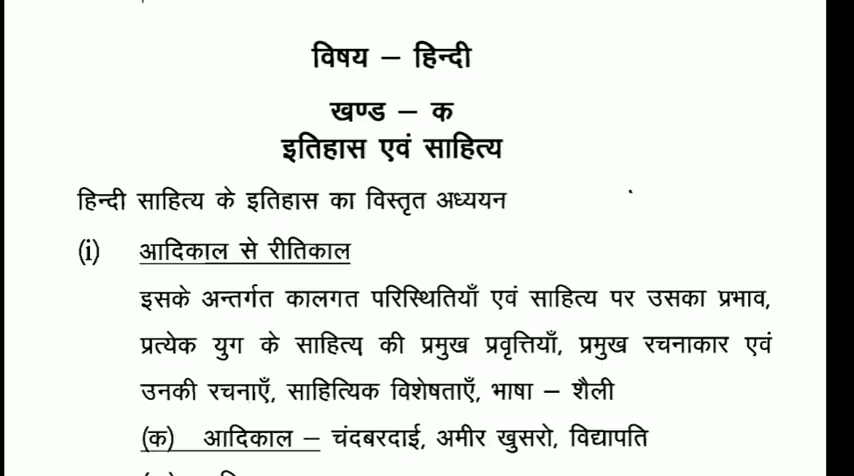 विषय – हिन्दी
खण्ड – क
इतिहास एवं साहित्य
हिन्दी साहित्य के इतिहास का विस्तृत अध्ययन
(i) आदिकाल से रीतिकाल
इसके अन्तर्गत कालगत परिस्थितियाँ एवं साहित्य पर उसका प्रभाव,
प्रत्येक युग के साहित्य की प्रमुख प्रवृत्तियाँ, प्रमुख रचनाकार एवं
उनकी रचनाएँ, साहित्यिक विशेषताएँ, भाषा – शैली
(क) आदिकाल – चंदबरदाई, अमीर खुसरो, विद्यापति